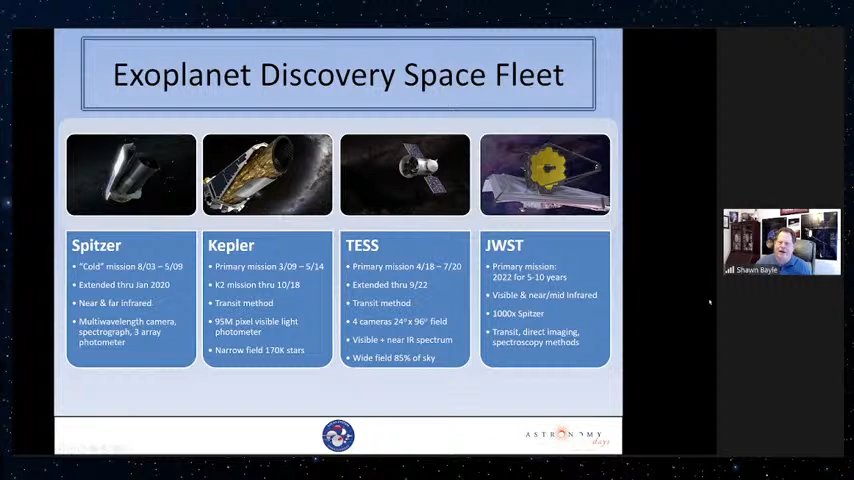 Exoplanet Discovery Space Fleet
Spitzer
• "Cold" mission 8/03 – 5/09
• Extended thru Jan 2020
• Near & far infrared
• Multiwavelength camera,
spectrograph, 3 array
photometer
Kepler
• Primary mission 3/09 – 5/14
• K2 mission thru 10/18
• Transit method
• 95M pixel visible light
photometer
• Narrow field 170K stars
TESS
• Primary mission 4/18 – 7/20
• Extended thru 9/22
• Transit method
• 4 cameras 24° x 96° field
• Visible + near IR spectrum
• Wide field 85% of sky
JWST
• Primary mission:
2022 for 5-10 years
• Visible & near/mid Infrared
• 1000x Spitzer
• Transit, direct imaging,
spectroscopy methods
Shawn Bayle
ASTRONOMY
days